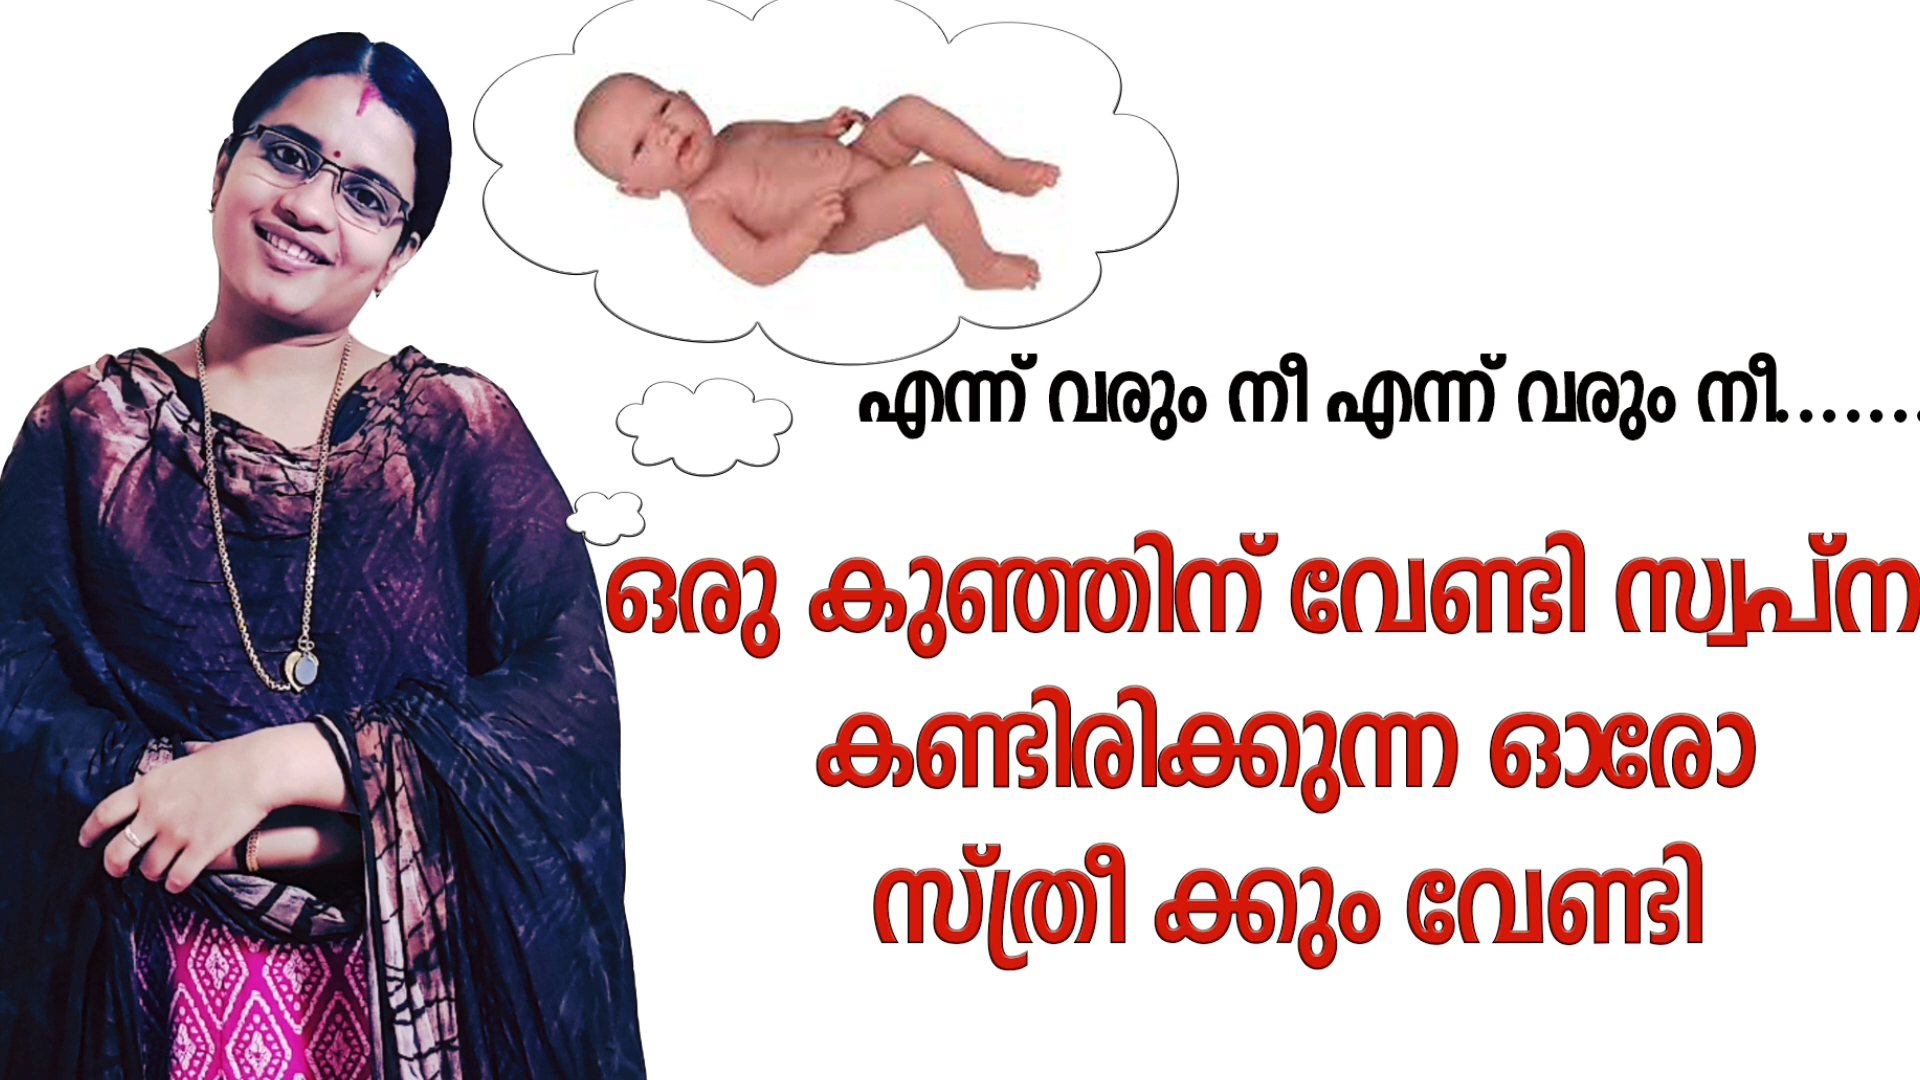 എന്ന് വരും നീ എന്ന് വരും നീ.......
ഒരു കുഞ്ഞിന് വേണ്ടി സ്വപ്ന
കണ്ടിരിക്കുന്ന ഓരോ
സ്ത്രീ ക്കും വേണ്ടി